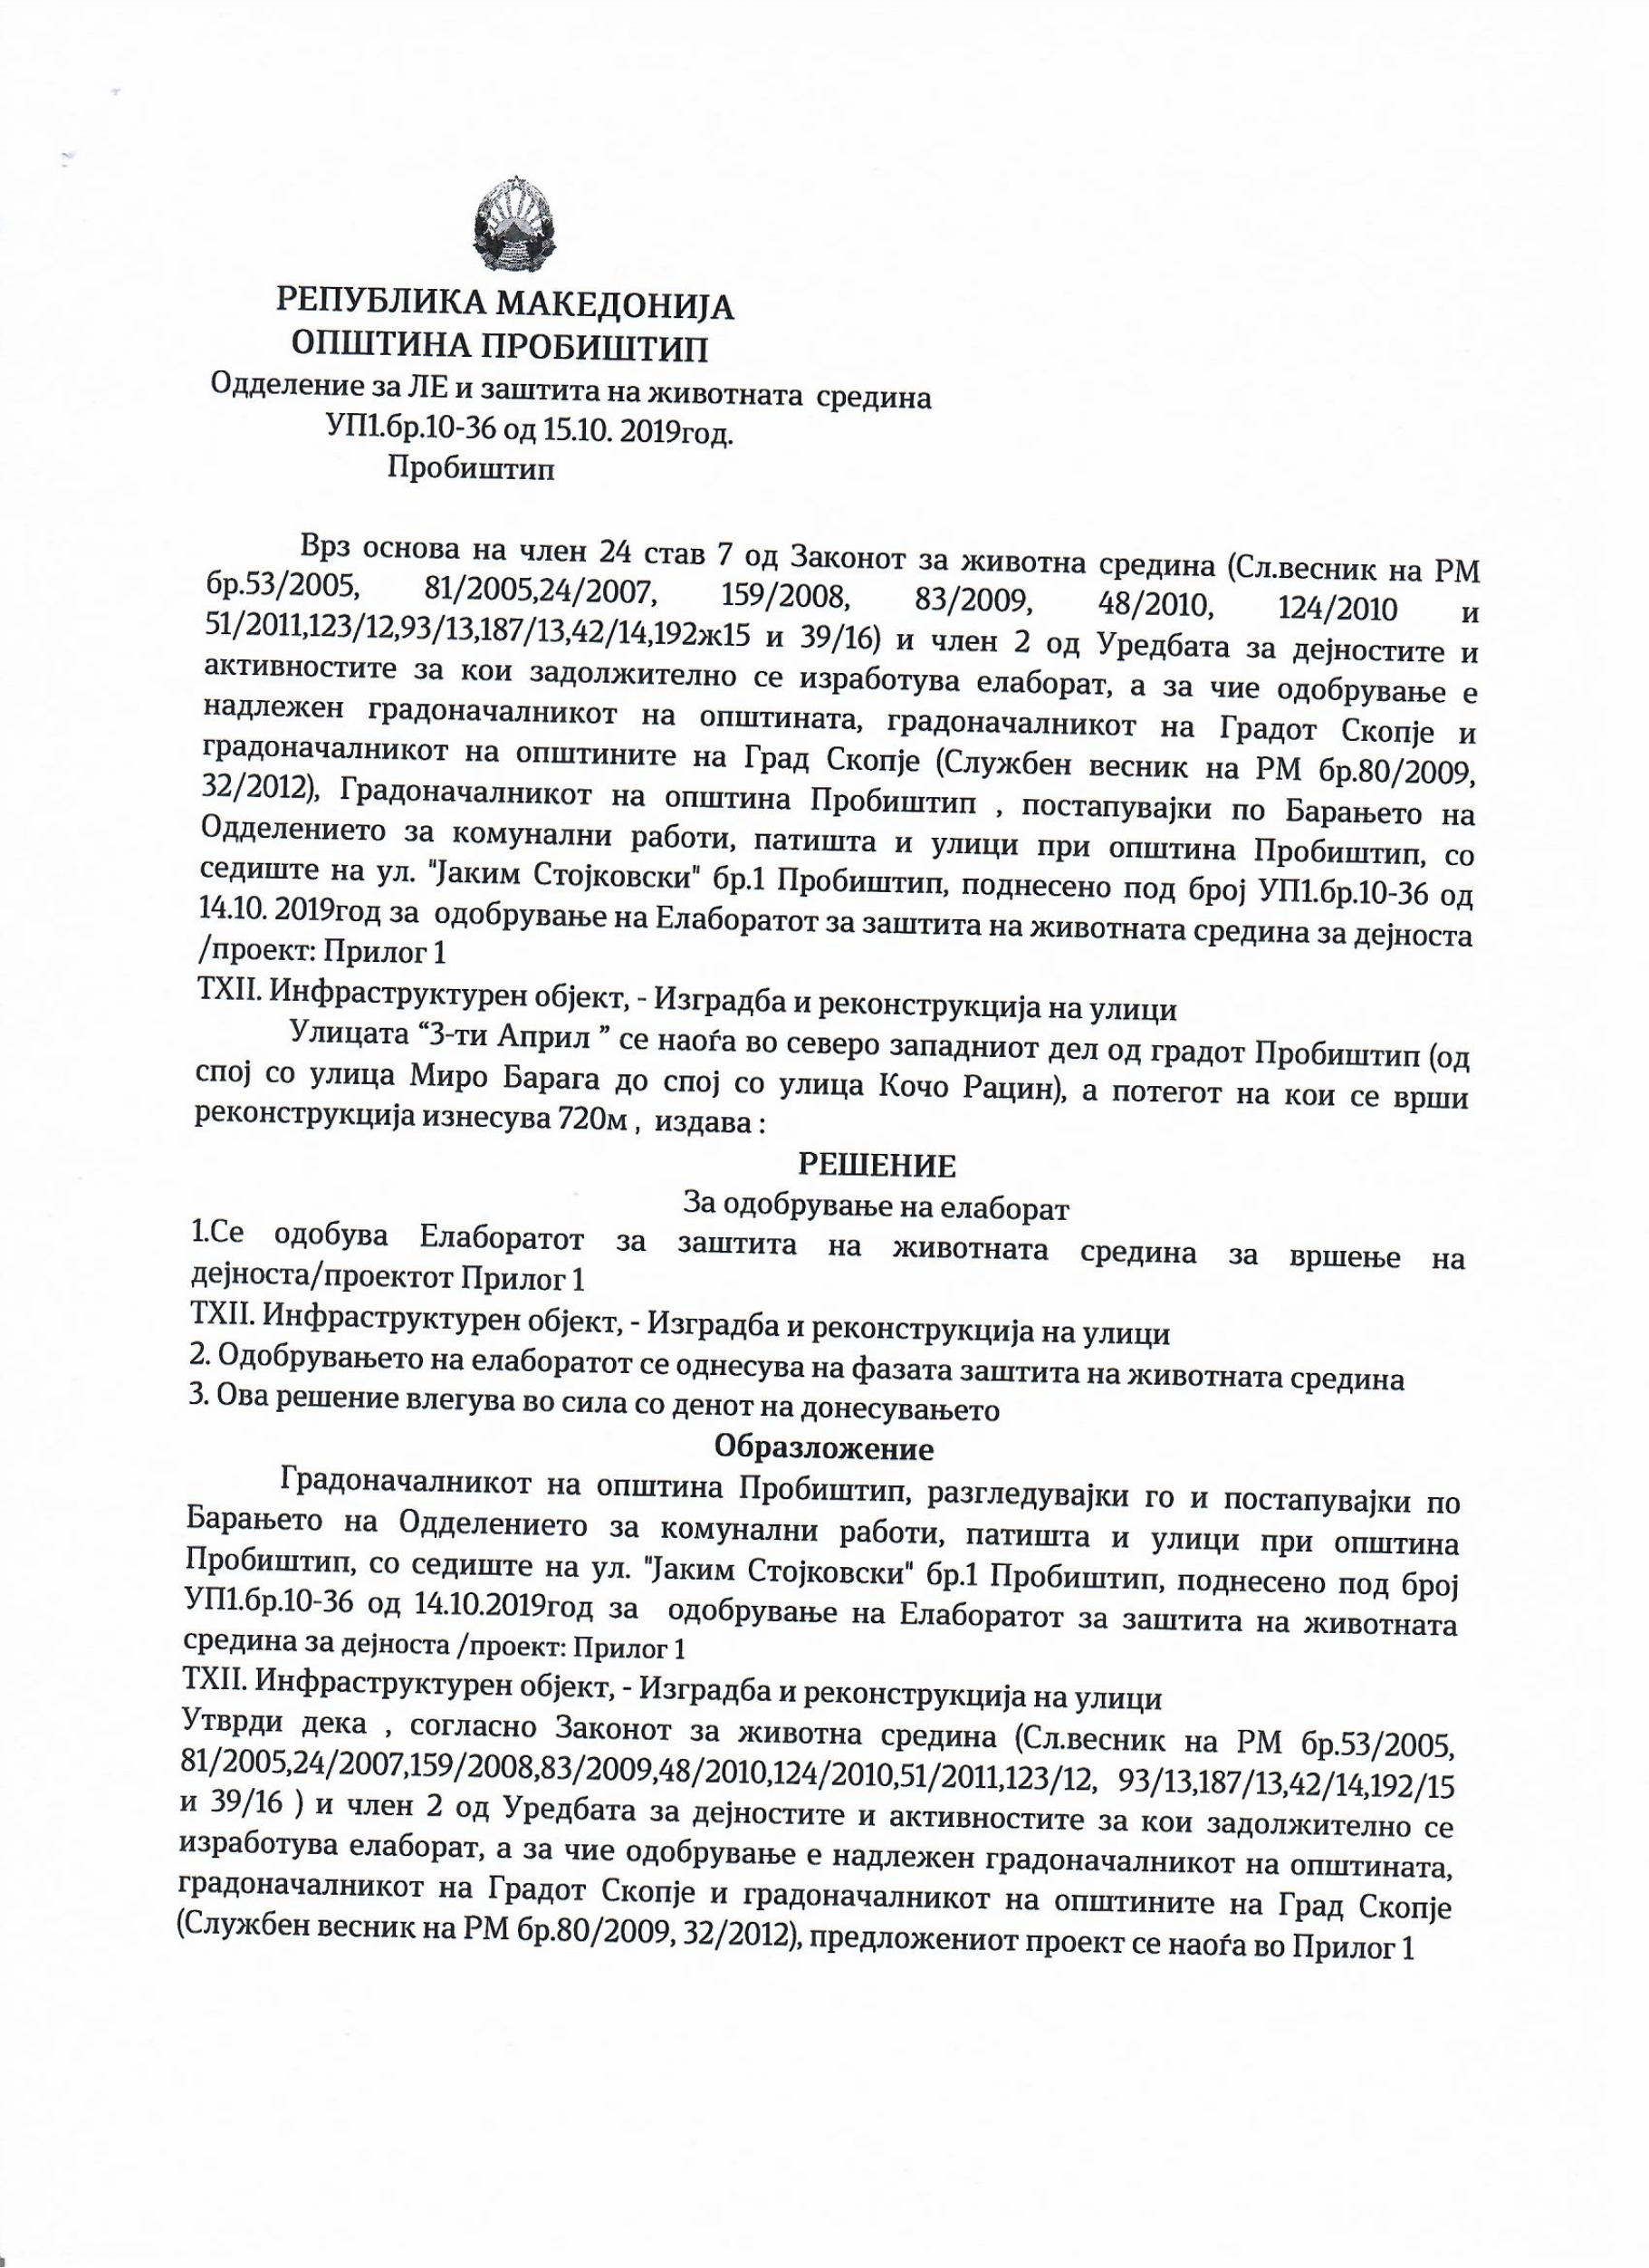 РЕПУБЛИКА МАКЕДОНИЈА
ОПШТИНА ПРОБИШТИП
Одделение за ЛЕ и заштита на животната средина
УП1.бр.10-36 од 15.10. 2019год.
Пробиштип
Врз основа на член 24 став 7 од Законот за животна средина (Сл.весник на РМ
бр.53/2005, 81/2005,24/2007, 159/2008, 83/2009, 48/2010, 124/2010 и
51/2011,123/12,93/13,187/13,42/14,192ж15 и 39/16) и член 2 од Уредбата за дејностите и
активностите за кои задолжително се изработува елаборат, а за чие одобрување е
надлежен градоначалникот на општината, градоначалникот на Градот Скопје и
градоначалникот на општините на Град Скопје (Службен весник на РМ бр.80/2009,
32/2012), Градоначалникот на општина Пробиштип , постапувајки по Барањето на
Одделението за комунални работи, патишта и улици при општина Пробиштип, со
седиште на ул. "Јаким Стојковски" бр.1 Пробиштип, поднесено под број УП1.бр.10-36 од
14.10. 2019год за одобрување на Елаборатот за заштита на животната средина за дејноста
/проект: Прилог 1
ТXII. Инфраструктурен објект, - Изградба и реконструкција на улици
Улицата “3-ти Април ” се наоѓа во северо западниот дел од градот Пробиштип (од
спој со улица Миро Барага до спој со улица Кочо Рацин), а потегот на кои се врши
реконструкција изнесува 720м , издава :
РЕШЕНИЕ
За одобрување на елаборат
1.Се одобува Елаборатот за заштита на животната средина за вршење на
дејноста/проектот Прилог 1
ТXII. Инфраструктурен објект, - Изградба и реконструкција на улици
2. Одобрувањето на елаборатот се однесува на фазата заштита на животната средина
3. Ова решение влегува во сила со денот на донесувањето
Образложение
Градоначалникот на општина Пробиштип, разгледувајки го и постапувајки по
Барањето на Одделението за комунални работи, патишта и улици при општина
Пробиштип, со седиште на ул. "Јаким Стојковски" бр.1 Пробиштип, поднесено под број
УП1.бр.10-36 од 14.10.2019год за одобрување на Елаборатот за заштита на животната
средина за дејноста /проект: Прилог 1
ТXII. Инфраструктурен објект, - Изградба и реконструкција на улици
Утврди дека , согласно Законот за животна средина (Сл.весник на РМ бр.53/2005,
81/2005,24/2007,159/2008,83/2009,48/2010,124/2010,51/2011,123/12, 93/13,187/13,42/14,192/15
и 39/16 ) и член 2 од Уредбата за дејностите и активностите за кои задолжително се
изработува елаборат, а за чие одобрување е надлежен градоначалникот на општината,
градоначалникот на Градот Скопје и градоначалникот на општините на Град Скопје
(Службен весник на РМ бр.80/2009, 32/2012), предложениот проект се наоѓа во Прилог 1